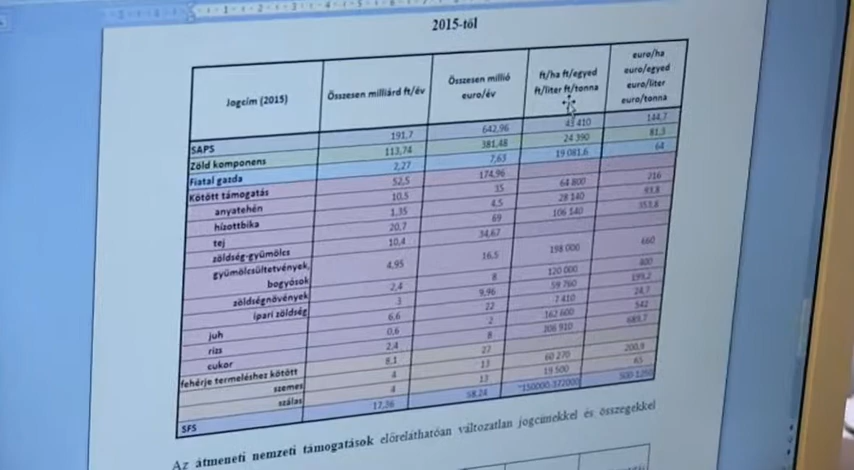 2015-től
Jogcím (2015) Összesen milliárd ft/év Összesen millió euro/év ft/ha ft/egyed ft/liter ft/tonna euro/ha euro/egyed euro/liter euro/tonna
SAPS 191,7 642,96 43 410 144,7
Zöld komponens 113,74 381,48 24 390 81,3
Fiatal gazda 2,27 7,63 19 081,6 64
Kötött támogatás 52,5 174,96
anyatehén 10,5 35 64 800 216
hízottbika 1,35 4,5 28 140 93,8
tej 20,7 69 106 140 353,8
zöldség-gyümölcs 10,4 34,67
gyümölcsültetvények, bogyósok 4,95 16,5 198 000 660
zöldségnövények 2,4 8 120 000 400
ipari zöldség 3 9,96 59 760 199,2
juh 6,6 22 7 410 24,7
rizs 0,6 2 162 600 542
cukor 2,4 8 206 910 689,7
fehérje termeléshez kötött 8,1 27
szemes 4 13 60 270 200,9
szálas 4 13 19 500 65
SFS 17,36 58,24 *150000-372000 500-1250
Az átmeneti nemzeti támogatások előreláthatóan változatlan jogcímekkel és összegekkel